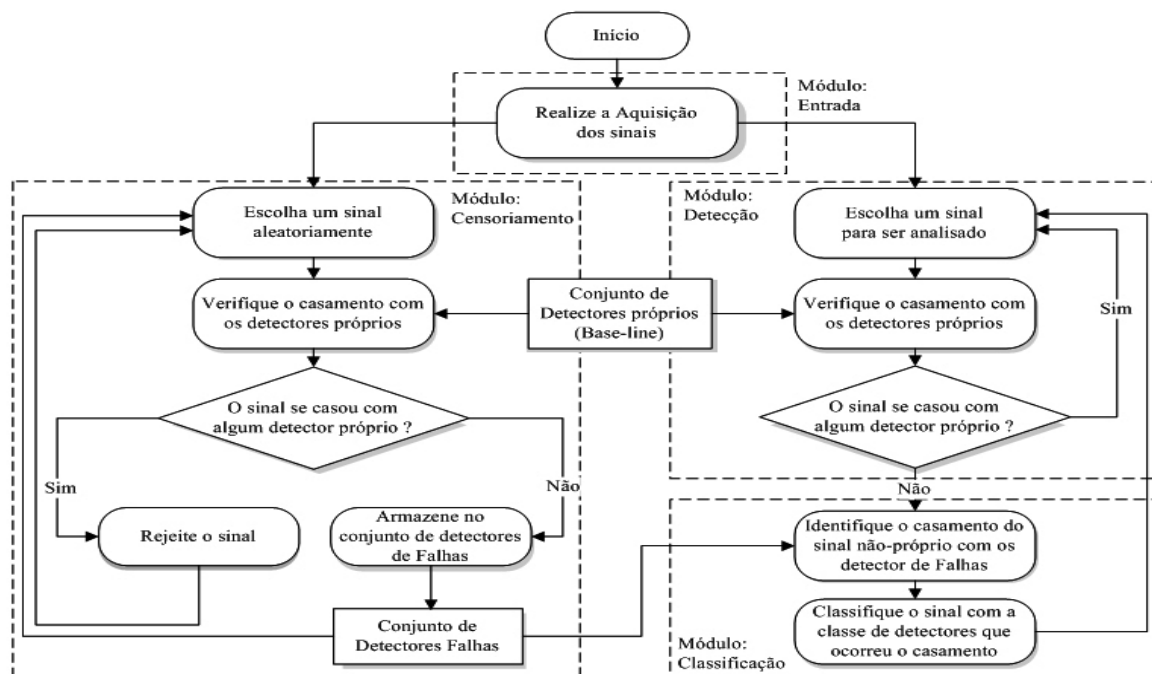 Início
Realize a Aquisição
dos sinais
Módulo:
Entrada
Módulo:
Censoriamento
Escolha um sinal
aleatoriamente
Verifique o casamento com
os detectores próprios
O sinal se casou com
algum detector próprio ?
Sim
Não
Rejeite o sinal
Armazene no
conjunto de detectores
de Falhas
Conjunto de
Detectores Falhas
Conjunto de
Detectores próprios
(Base-line)
Módulo:
Detecção
Escolha um sinal
para ser analisado
Verifique o casamento com
os detectores próprios
Sim
O sinal se casou com
algum detector próprio ?
Não
Identifique o casamento do
sinal não-próprio com os
detector de Falhas
Classifique o sinal com a
classe de detectores que
ocorreu o casamento
Módulo:
Classificação